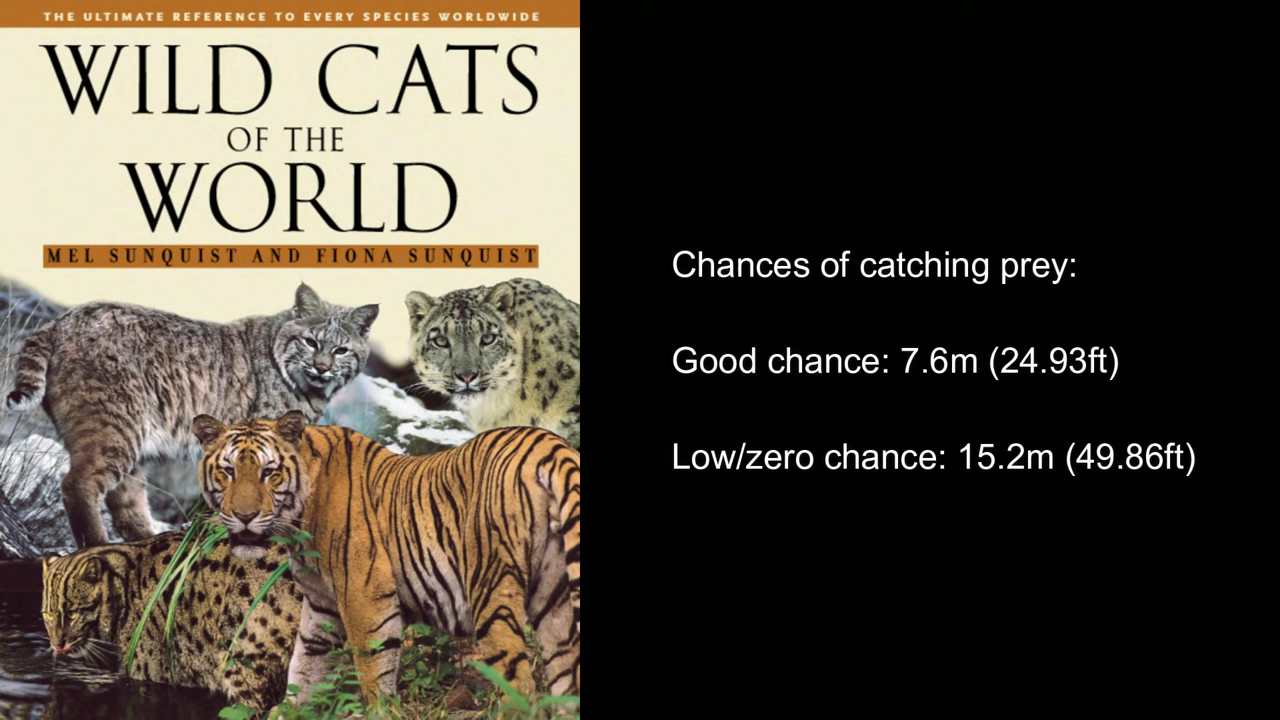 THE ULTIMATE REFERENCE TO EVERY SPECIES WORLDWIDE
WILD CATS
OF THE
WORLD
MEL SUNQUIST AND FIONA SUNQUIST
Chances of catching prey:
Good chance: 7.6m (24.93ft)
Low/zero chance: 15.2m (49.86ft)